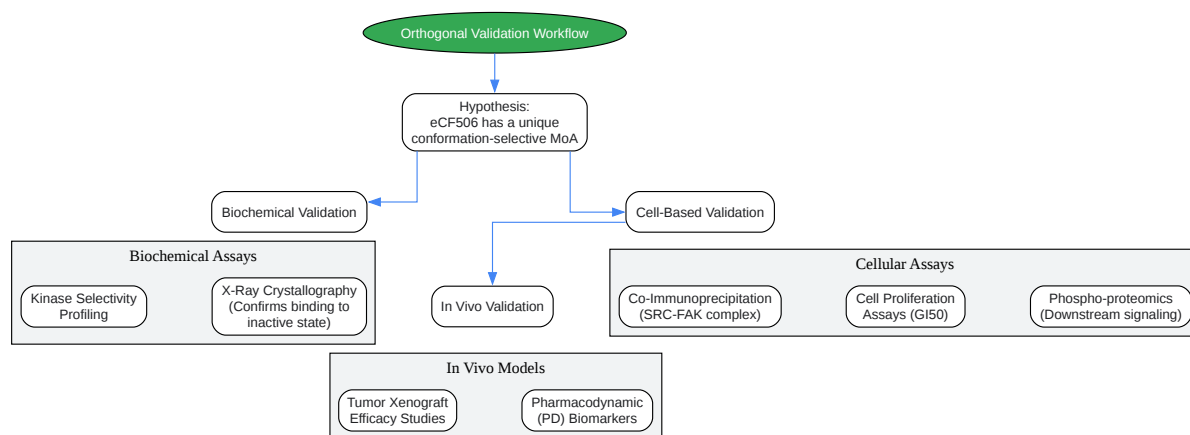 Orthogonal Validation Workflow
Hypothesis:
eCF506 has a unique
conformation-selective MoA
Biochemical Validation
Cell-Based Validation
Biochemical Assays
Kinase Selectivity
Profiling
X-Ray Crystallography
(Confirms binding to
inactive state)
In Vivo Validation
Cellular Assays
Co-Immunoprecipitation
(SRC-FAK complex)
Cell Proliferation
Assays (GI50)
Phospho-proteomics
(Downstream signaling)
In Vivo Models
Tumor Xenograft
Efficacy Studies
Pharmacodynamic
(PD) Biomarkers